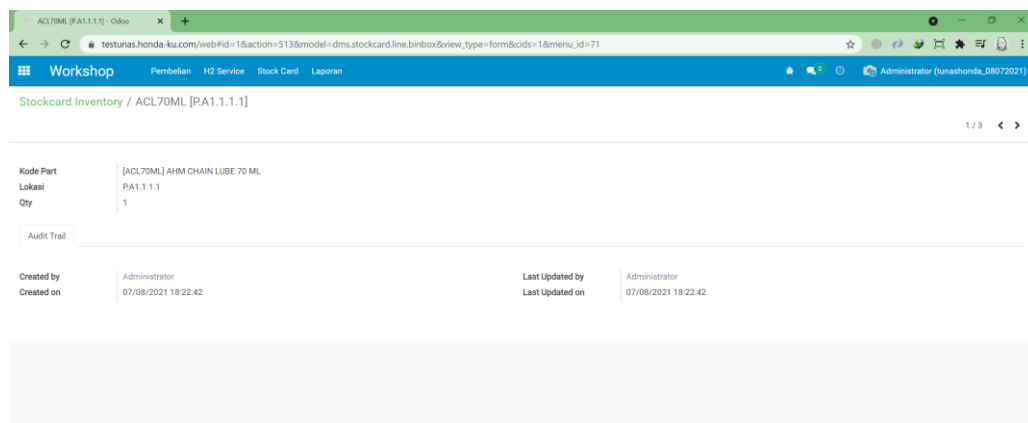 ACL70ML [P.A1.1.1.1] - Odoo
testunas.honda-ku.com/web#id=1&action=513&model=dms.stockcard.line.binbox&view_type=form&cids=1&menu_id=71
Workshop Pembelian H2 Service Stock Card Laporan 2 Administrator (tunashonda_08072021)
Stockcard Inventory / ACL70ML [P.A1.1.1.1]
1 / 3
Kode Part [ACL70ML] AHM CHAIN LUBE 70 ML
Lokasi P.A1.1.1.1
Qty 1
Audit Trail
Created by Administrator Last Updated by Administrator
Created on 07/08/2021 18:22:42 Last Updated on 07/08/2021 18:22:42